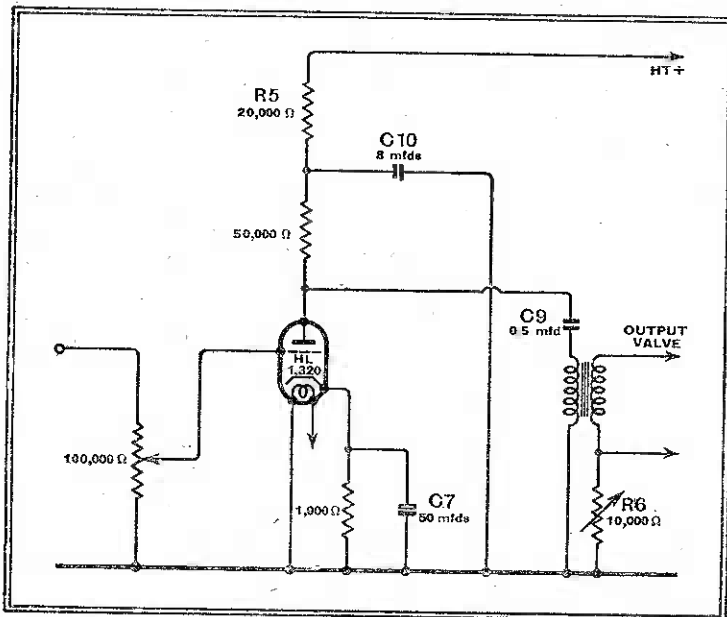 HT+
R5
20,000 Ω
C10
8 mfds
50,000 Ω
C9
0.5 mfd
OUTPUT
VALVE
HL
1,320
100,000 Ω
1,000 Ω
C7
50 mfds
R6
10,000 Ω